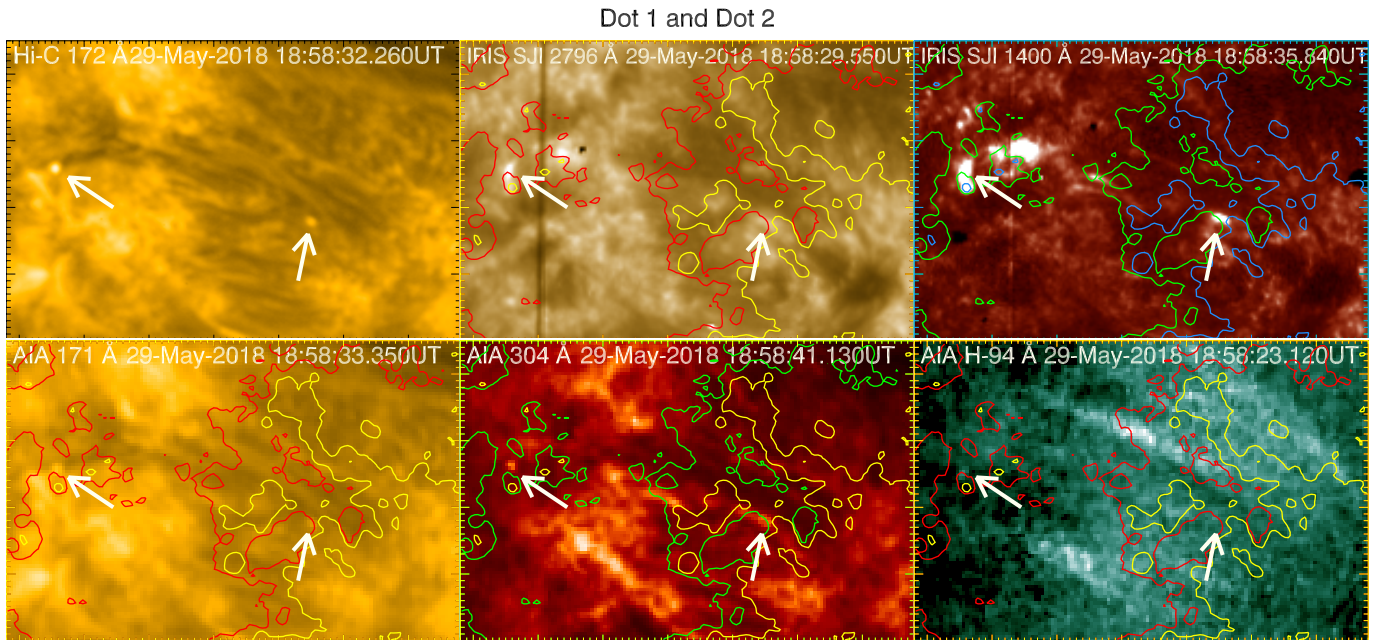 Dot 1 and Dot 2
Hi-C 172 Å29-May-2018 18:58:32.260UT
IRIS SJI 2796 Å 29-May-2018 18:58:29.550UT
IRIS SJI 1400 Å 29-May-2018 18:58:35.840UT
AIA 171 Å 29-May-2018 18:58:33.350UT
AIA 304 Å 29-May-2018 18:58:41.130UT
AIA H-94 Å 29-May-2018 18:58:23.120UT